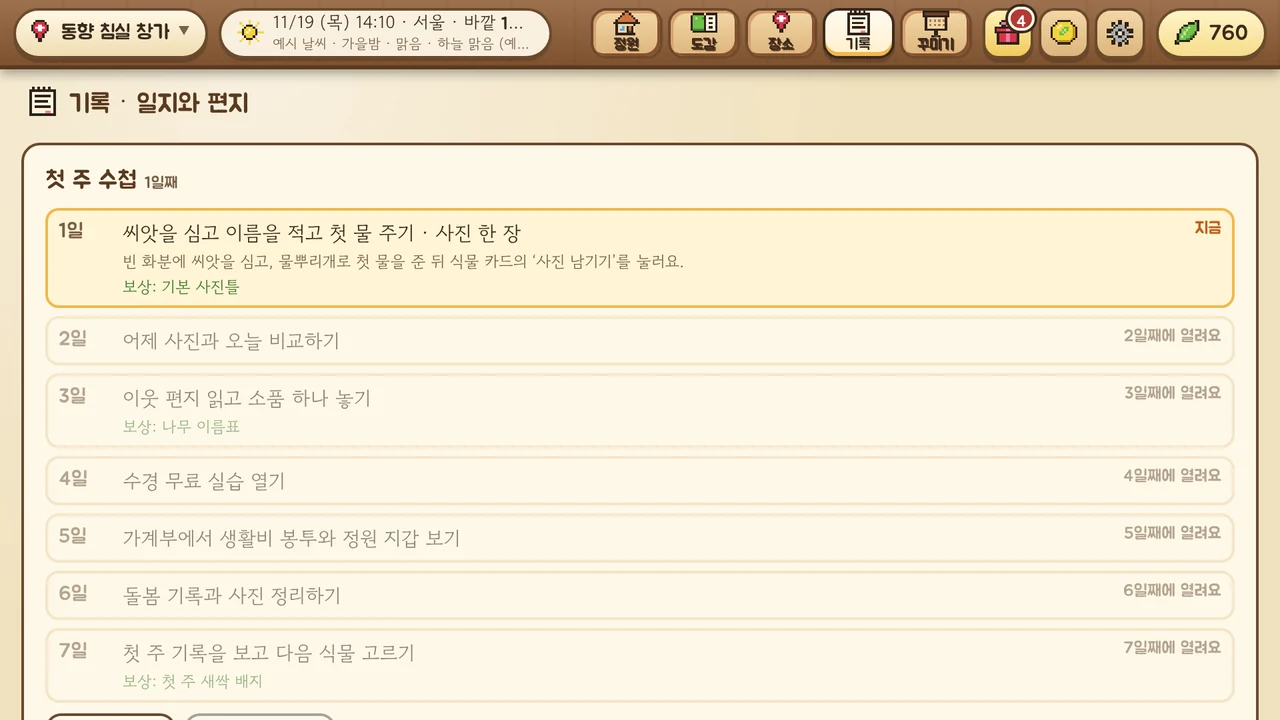 동향 침실 창가 ▼
11/19 (목) 14:10 · 서울 · 바깥 1...
예시 날씨 · 가을밤 · 맑음 · 하늘 맑음 (예...
정원
도감
장소
기록
꾸미기
4
760
기록 · 일지와 편지
첫 주 수첩 1일째
1일
씨앗을 심고 이름을 적고 첫 물 주기 · 사진 한 장
지금
빈 화분에 씨앗을 심고, 물뿌리개로 첫 물을 준 뒤 식물 카드의 ‘사진 남기기’를 눌러요.
보상: 기본 사진틀
2일
어제 사진과 오늘 비교하기
2일째에 열려요
3일
이웃 편지 읽고 소품 하나 놓기
3일째에 열려요
보상: 나무 이름표
4일
수경 무료 실습 열기
4일째에 열려요
5일
가계부에서 생활비 봉투와 정원 지갑 보기
5일째에 열려요
6일
돌봄 기록과 사진 정리하기
6일째에 열려요
7일
첫 주 기록을 보고 다음 식물 고르기
7일째에 열려요
보상: 첫 주 새싹 배지